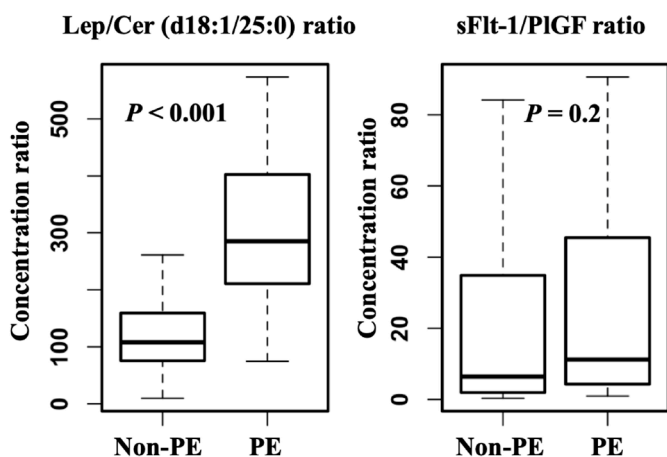 Lep/Cer (d18:1/25:0) ratio
Concentration ratio
500
300
100
0
P < 0.001
Non-PE PE
sFlt-1/PlGF ratio
Concentration ratio
80
60
40
20
0
P = 0.2
Non-PE PE